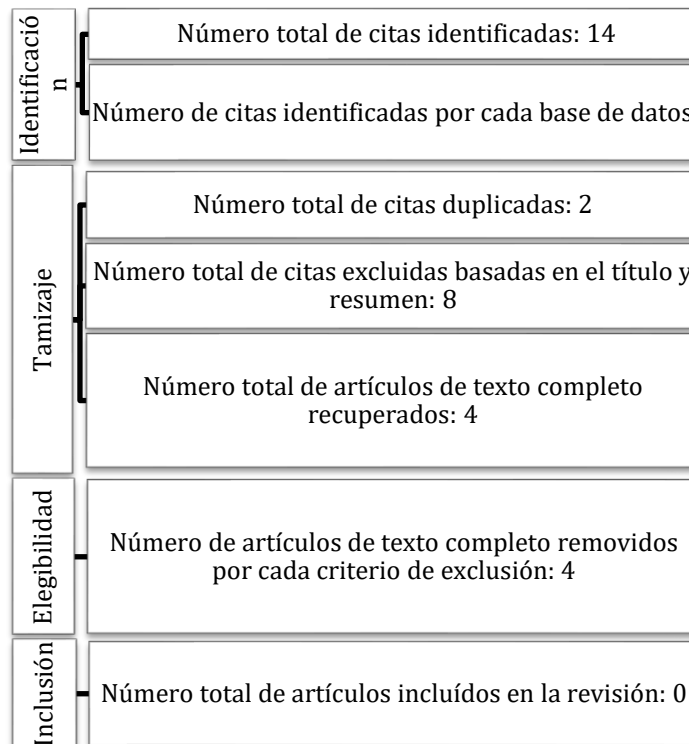 Identificació
n
Número total de citas identificadas: 14
Número de citas identificadas por cada base de datos
Tamizaje
Número total de citas duplicadas: 2
Número total de citas excluidas basadas en el título y
resumen: 8
Número total de artículos de texto completo
recuperados: 4
Elegibilidad
Número de artículos de texto completo removidos
por cada criterio de exclusión: 4
Inclusión
Número total de artículos incluídos en la revisión: 0